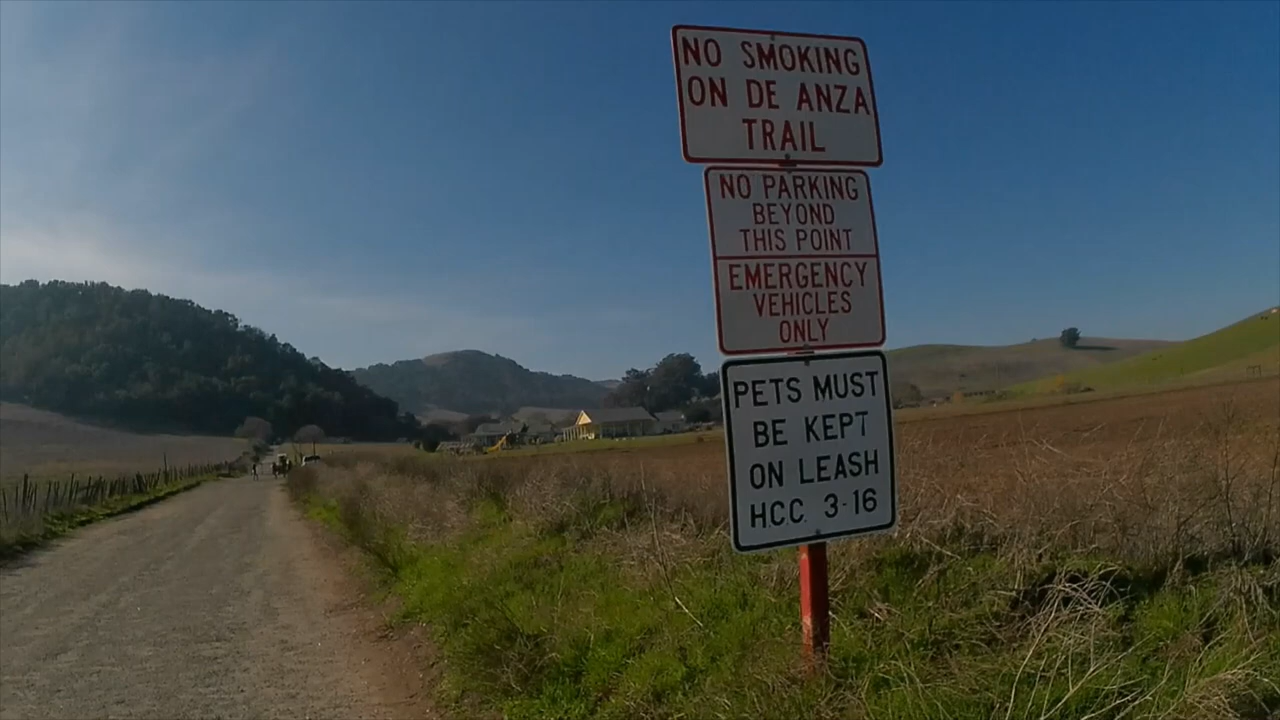 NO SMOKING
ON DE ANZA
TRAIL
NO PARKING
BEYOND
THIS POINT
EMERGENCY
VEHICLES
ONLY
PETS MUST
BE KEPT
ON LEASH
H.C.C. 3-16